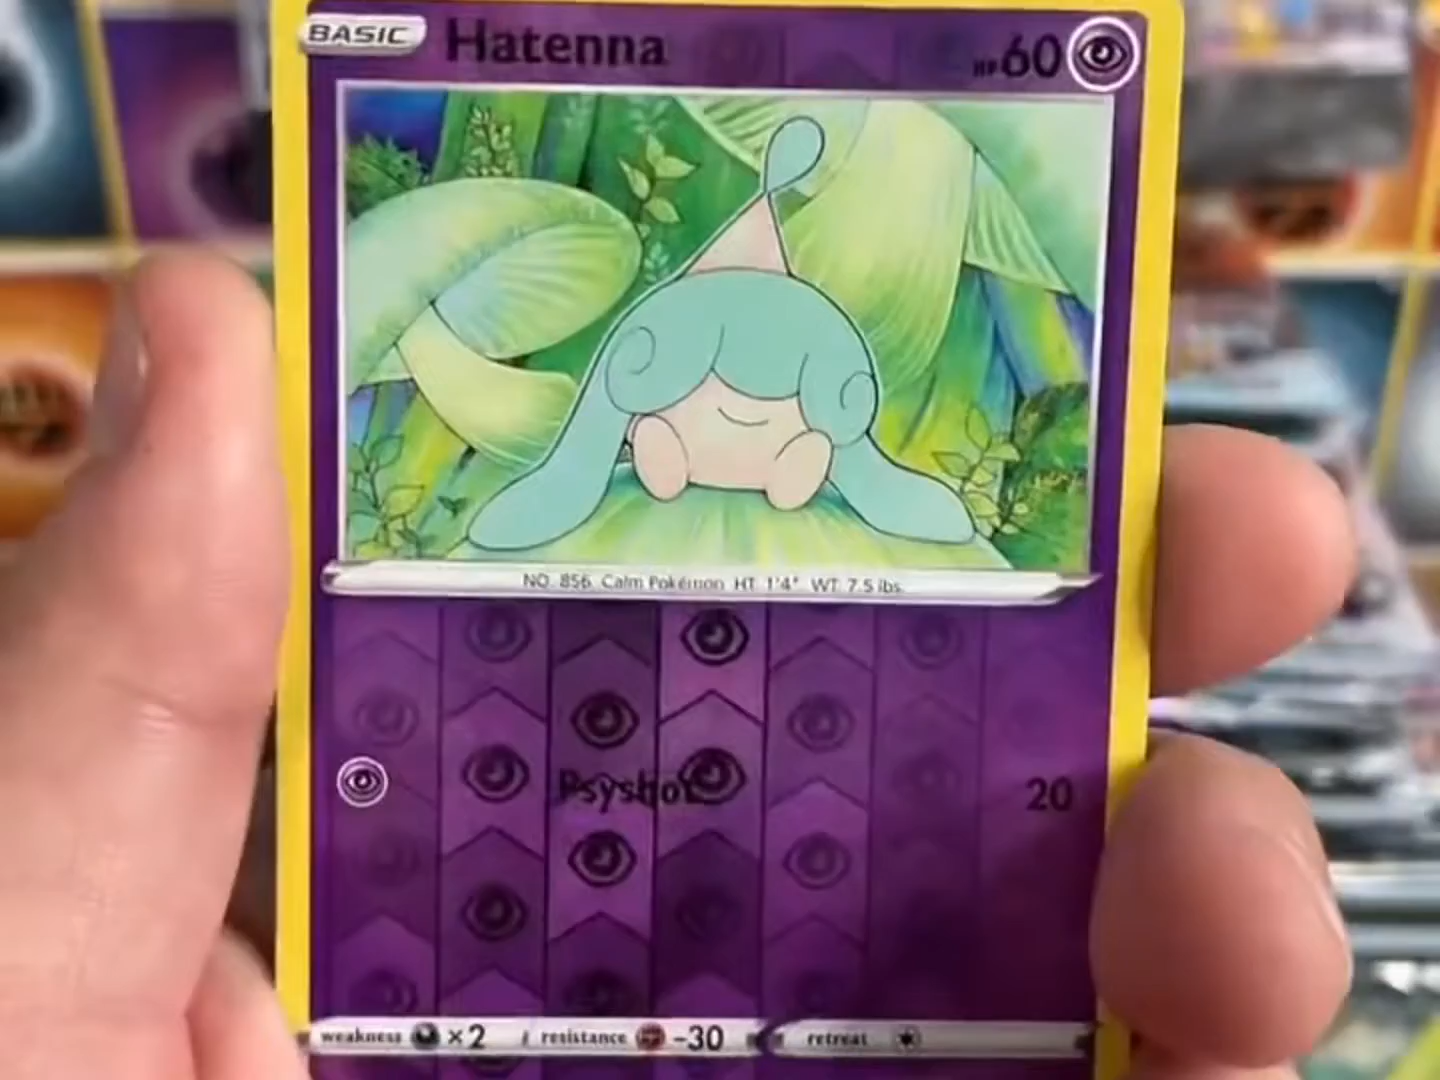 BASIC Hatenna HP60
NO. 856 Calm Pokémon HT 1'4" WT 7.5 lbs.
Psyshot 20
weakness ×2 resistance -30 retreat